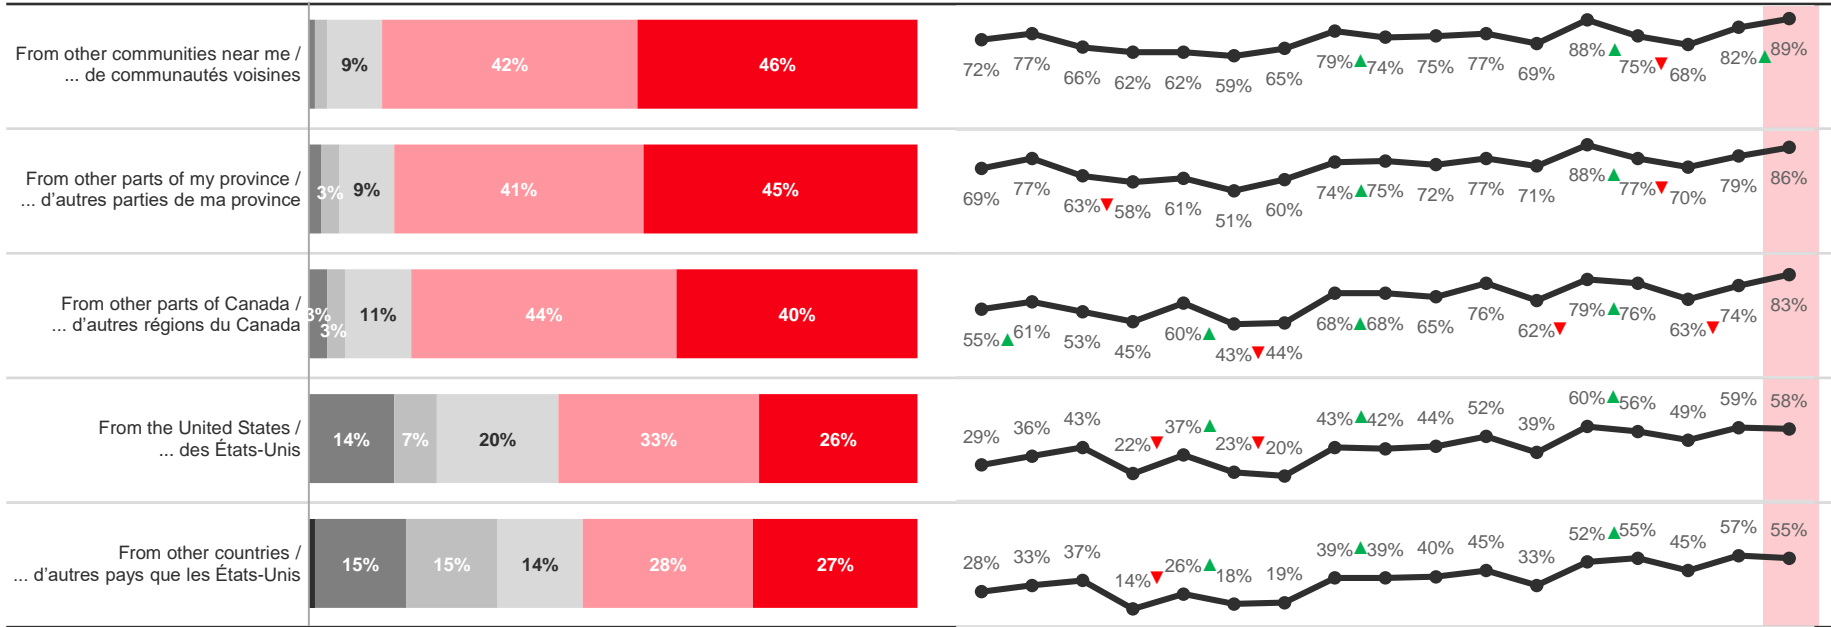 From other communities near me /
... de communautés voisines
9%
42%
46%
72% 77% 66% 62% 62% 59% 65% 79% 74% 75% 77% 69% 88% 75% 68% 82% 89%
From other parts of my province /
... d'autres parties de ma province
3%
9%
41%
45%
69% 77% 63% 58% 61% 51% 60% 74% 75% 72% 77% 71% 88% 77% 70% 79% 86%
From other parts of Canada /
... d'autres régions du Canada
3%
3%
11%
44%
40%
55% 61% 53% 45% 60% 43% 44% 68% 68% 65% 76% 62% 79% 76% 63% 74% 83%
From the United States /
... des États-Unis
14%
7%
20%
33%
26%
29% 36% 43% 22% 37% 23% 20% 43% 42% 44% 52% 39% 60% 56% 49% 59% 58%
From other countries /
... d'autres pays que les États-Unis
15%
15%
14%
28%
27%
28% 33% 37% 14% 26% 18% 19% 39% 39% 40% 45% 33% 52% 55% 45% 57% 55%